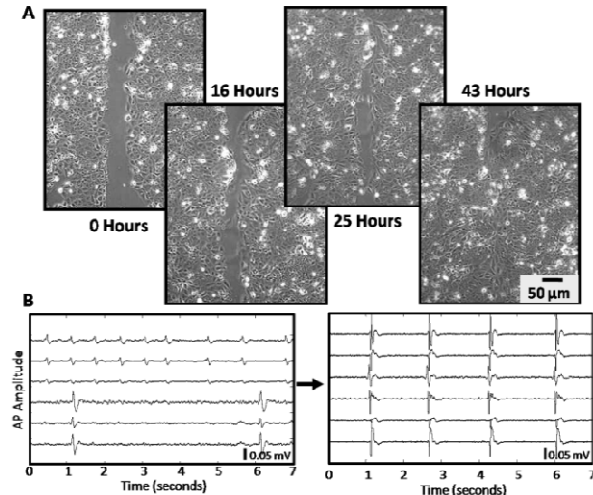 A
16 Hours
43 Hours
0 Hours
25 Hours
50 µm
B
AP Amplitude
0.05 mV
0.05 mV
0 1 2 3 4 5 6 7
0 1 2 3 4 5 6 7
Time (seconds)
Time (seconds)